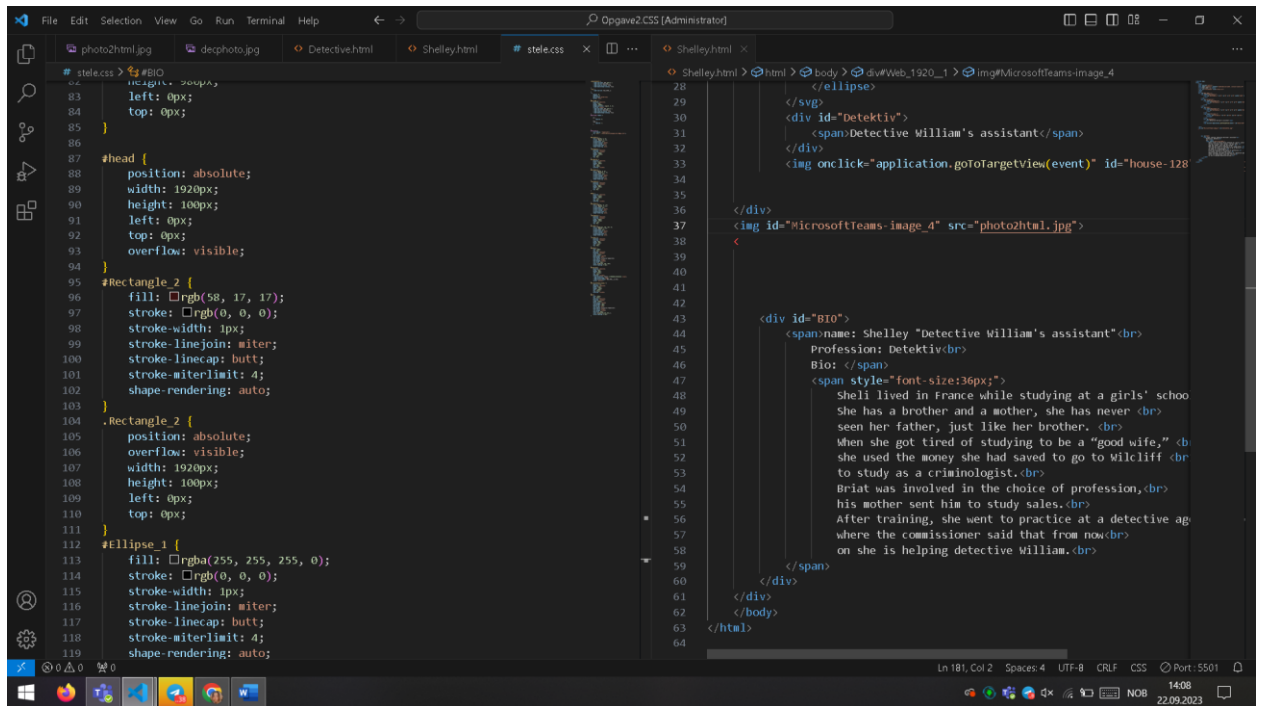 File Edit Selection View Go Run Terminal Help
Opgave2.CSS [Administrator]
photo2html.jpg decphoto.jpg Detective.html Shelley.html # stele.css
# stele.css > #BIO
83 left: 0px;
84 top: 0px;
85 }
86
87 #head {
88 position: absolute;
89 width: 1920px;
90 height: 100px;
91 left: 0px;
92 top: 0px;
93 overflow: visible;
94 }
95 #Rectangle_2 {
96 fill: rgb(58, 17, 17);
97 stroke: rgb(0, 0, 0);
98 stroke-width: 1px;
99 stroke-linejoin: miter;
100 stroke-linecap: butt;
101 stroke-miterlimit: 4;
102 shape-rendering: auto;
103 }
104 .Rectangle_2 {
105 position: absolute;
106 overflow: visible;
107 width: 1920px;
108 height: 100px;
109 left: 0px;
110 top: 0px;
111 }
112 #Ellipse_1 {
113 fill: rgba(255, 255, 255, 0);
114 stroke: rgb(0, 0, 0);
115 stroke-width: 1px;
116 stroke-linejoin: miter;
117 stroke-linecap: butt;
118 stroke-miterlimit: 4;
119 shape-rendering: auto;
Shelley.html
Shelley.html > html > body > div#Web_1920__1 > img#MicrosoftTeams-image_4
28 </ellipse>
29 </svg>
30 <div id="Detektiv">
31 <span>Detective William's assistant</span>
32 </div>
33 <img onclick="application.goToTargetView(event)" id="house-128
34
35
36 </div>
37 <img id="MicrosoftTeams-image_4" src="photo2html.jpg">
38 <
39
40
41
42
43 <div id="BIO">
44 <span>name: Shelley "Detective William's assistant"<br>
45 Profession: Detektiv<br>
46 Bio: </span>
47 <span style="font-size:36px;">
48 Sheli lived in France while studying at a girls' schoo
49 She has a brother and a mother, she has never <br>
50 seen her father, just like her brother. <br>
51 When she got tired of studying to be a “good wife,” <b
52 she used the money she had saved to go to Wilcliff <br
53 to study as a criminologist.<br>
54 Briat was involved in the choice of profession,<br>
55 his mother sent him to study sales.<br>
56 After training, she went to practice at a detective ag
57 where the commissioner said that from now<br>
58 on she is helping detective William.<br>
59 </span>
60 </div>
61 </div>
62 </body>
63 </html>
64
0 0 0
Ln 181, Col 2 Spaces: 4 UTF-8 CRLF CSS Port : 5501
NOB 14:08
22.09.2023